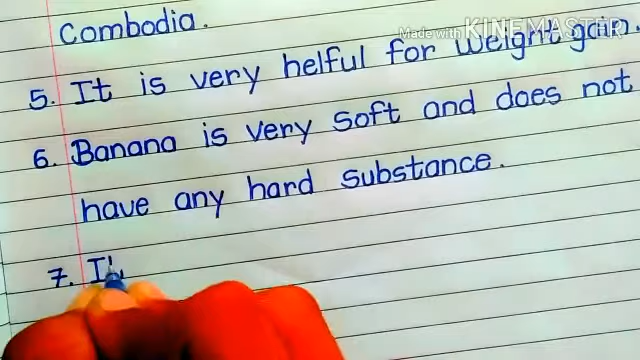 Combodia.
Made with KINEMASTER
5. It is very helful for weight gain.
6. Banana is very soft and does not
have any hard substance.
7. I